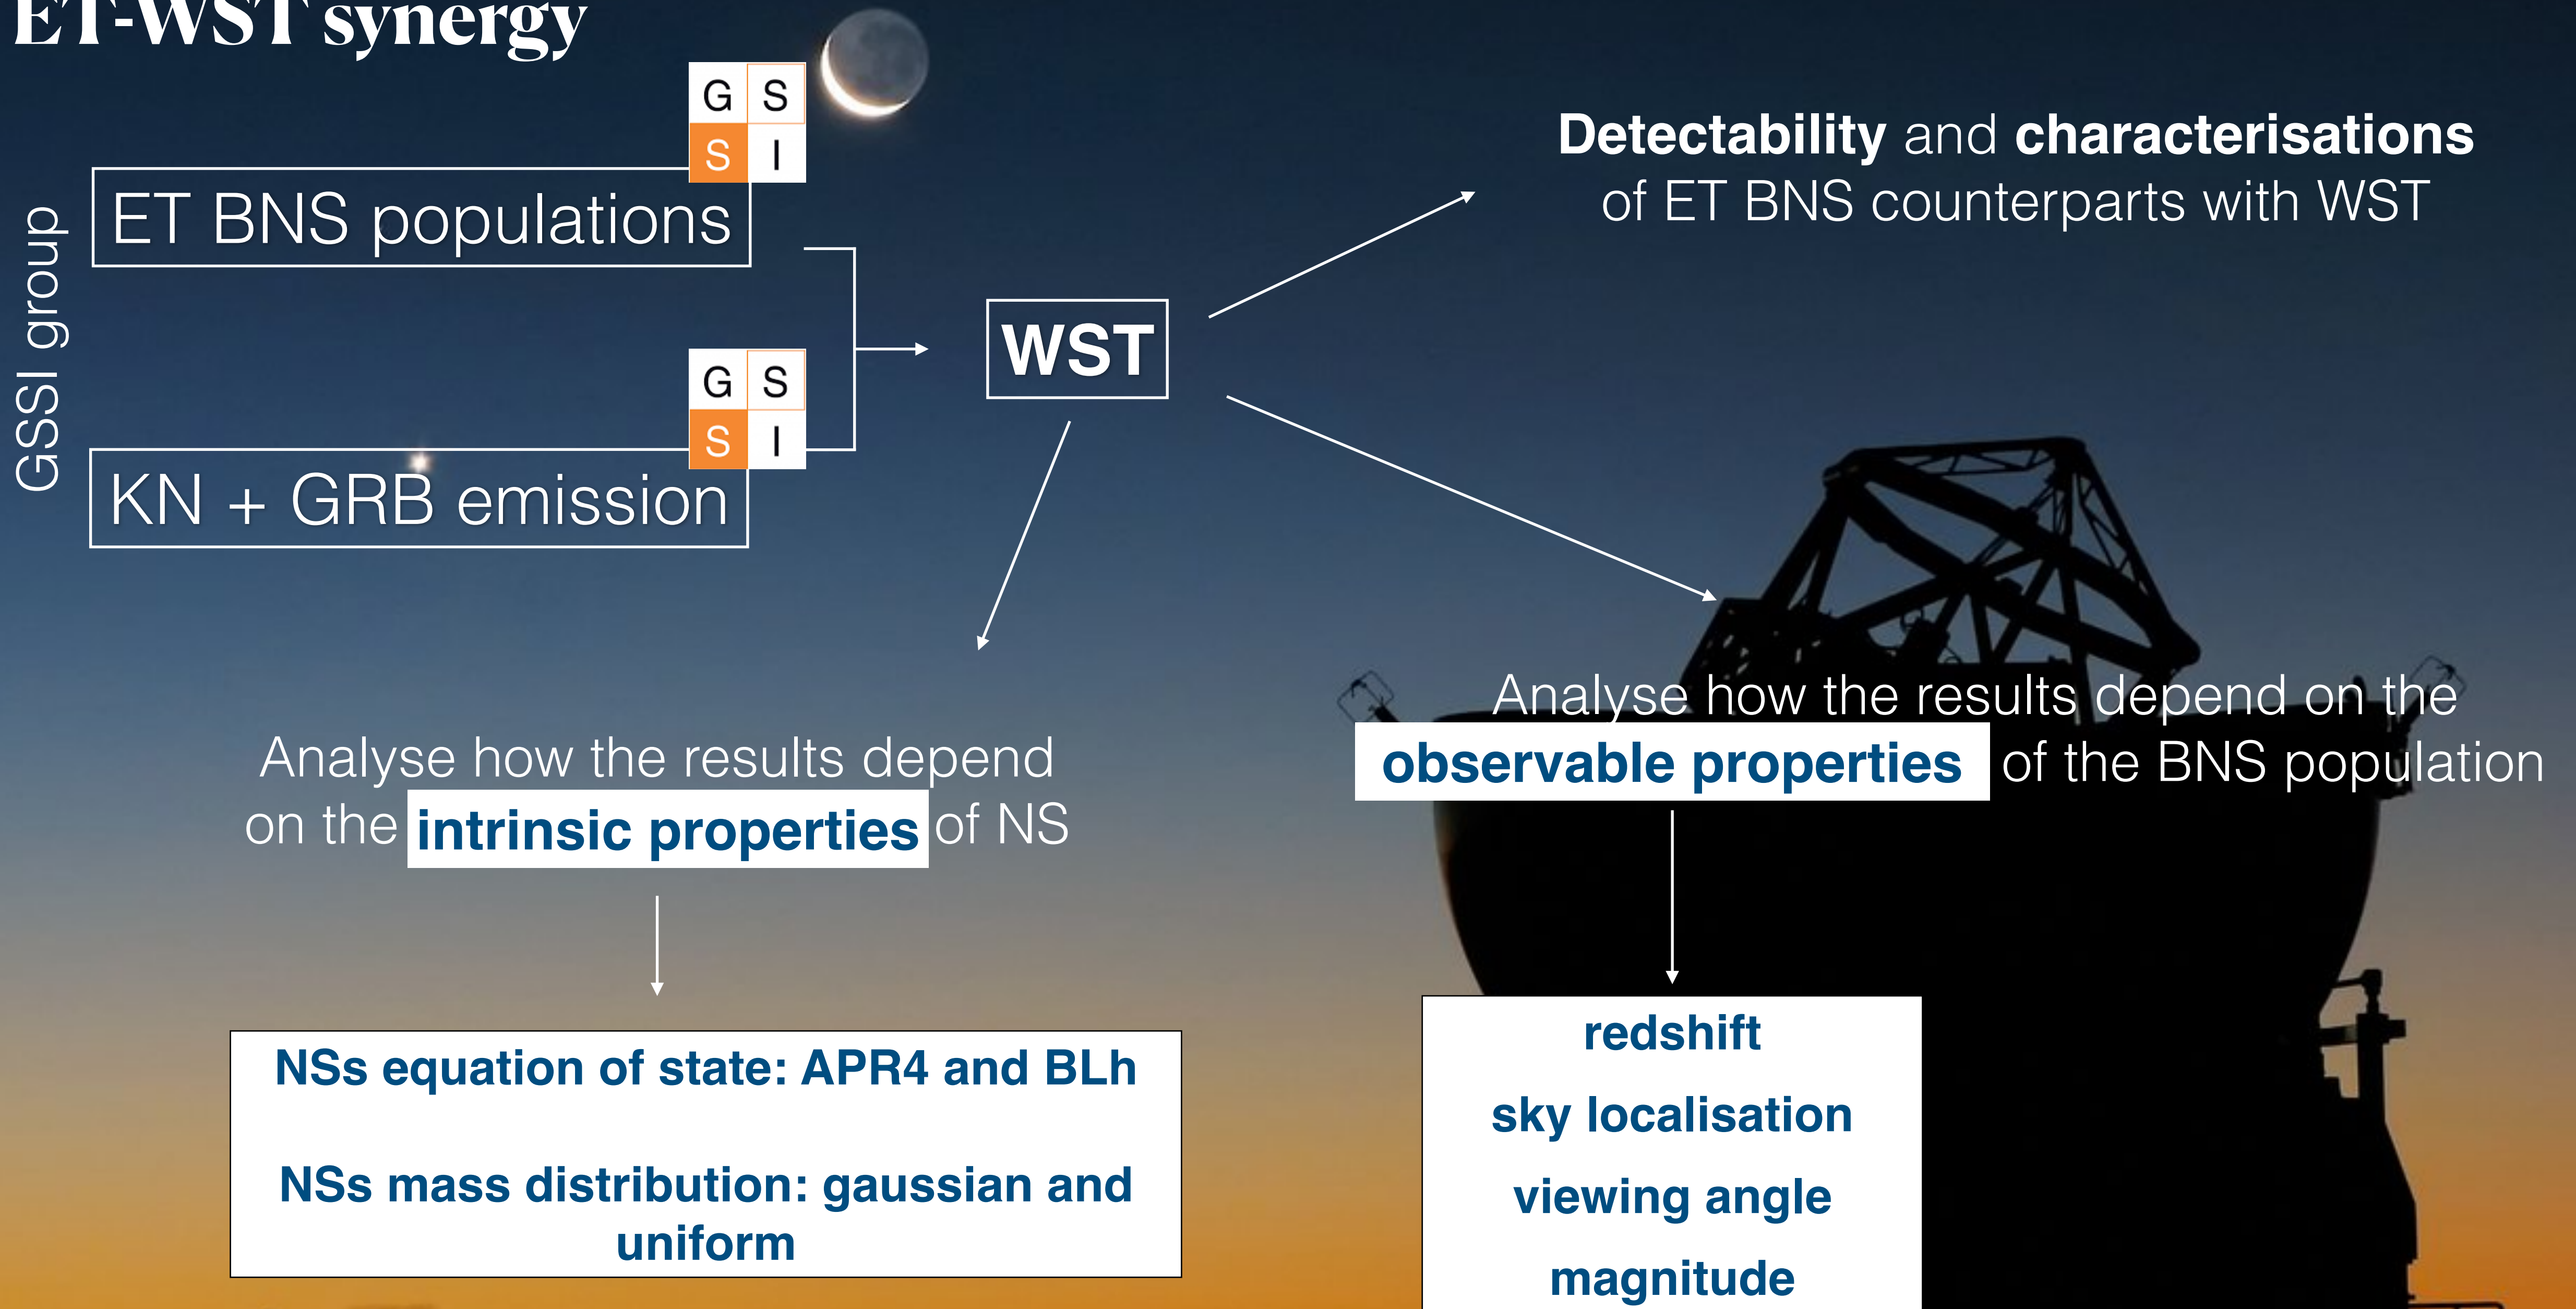 ET-WST synergy
G S
S I
ET BNS populations
GSSI group
G S
S I
KN + GRB emission
WST
Detectability and characterisations
of ET BNS counterparts with WST
Analyse how the results depend
on the intrinsic properties of NS
NSs equation of state: APR4 and BLh
NSs mass distribution: gaussian and
uniform
Analyse how the results depend on the
observable properties of the BNS population
redshift
sky localisation
viewing angle
magnitude